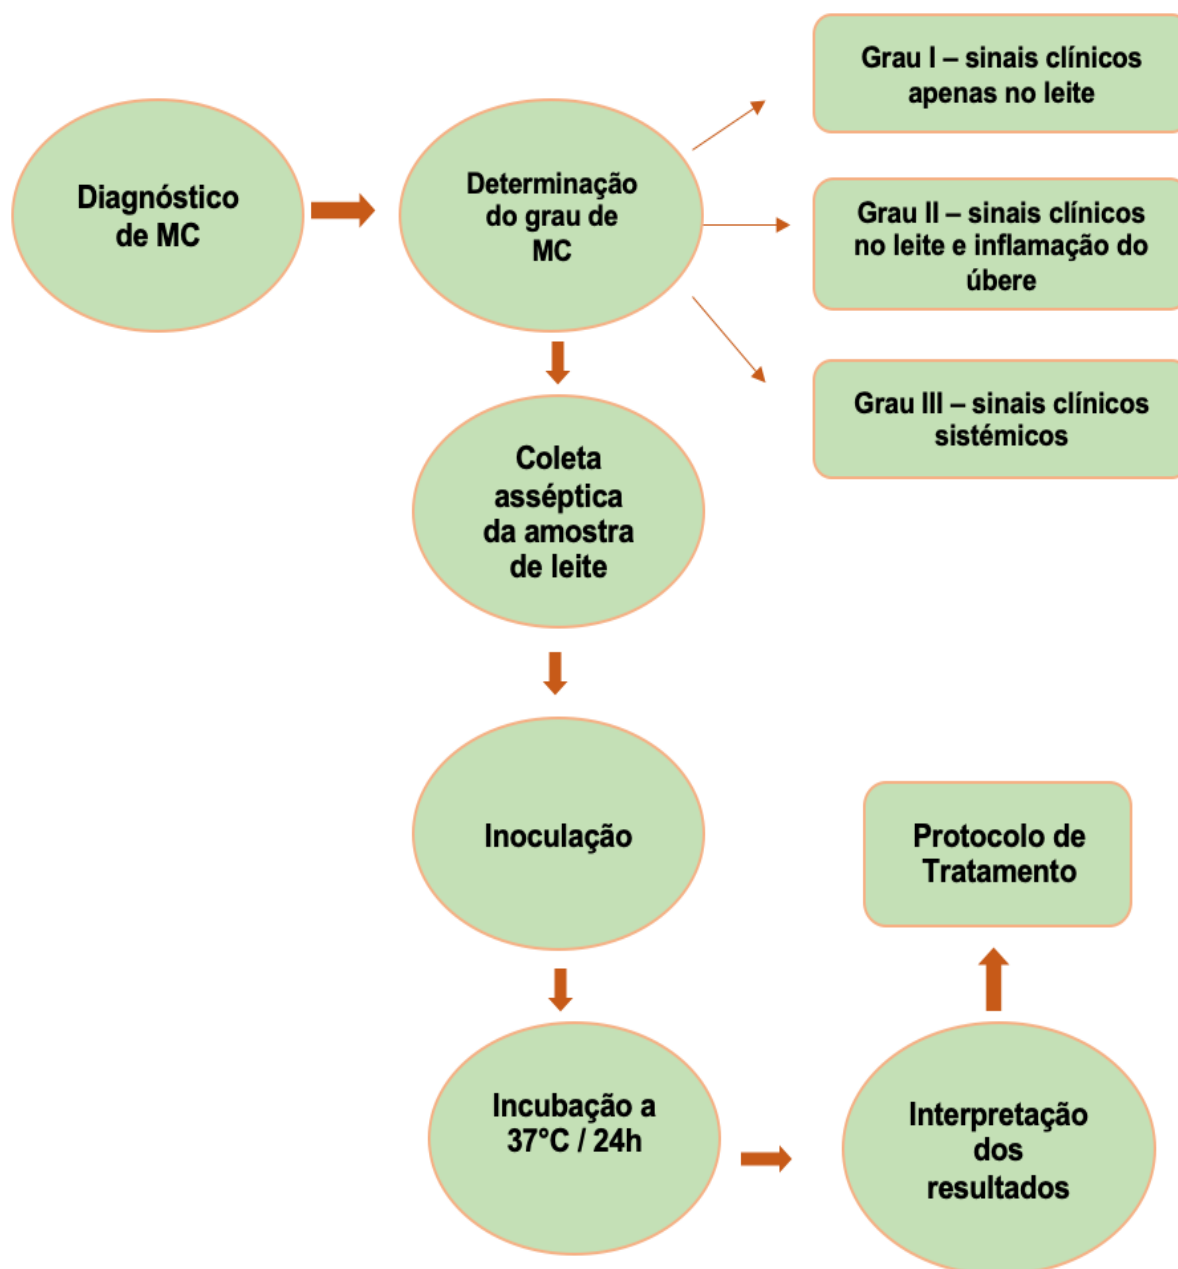 Diagnóstico
de MC
Determinação
do grau de
MC
Grau I – sinais clínicos
apenas no leite
Grau II – sinais clínicos
no leite e inflamação do
úbere
Grau III – sinais clínicos
sistémicos
Coleta
asséptica
da amostra
de leite
Inoculação
Incubação a
37°C / 24h
Interpretação
dos
resultados
Protocolo de
Tratamento